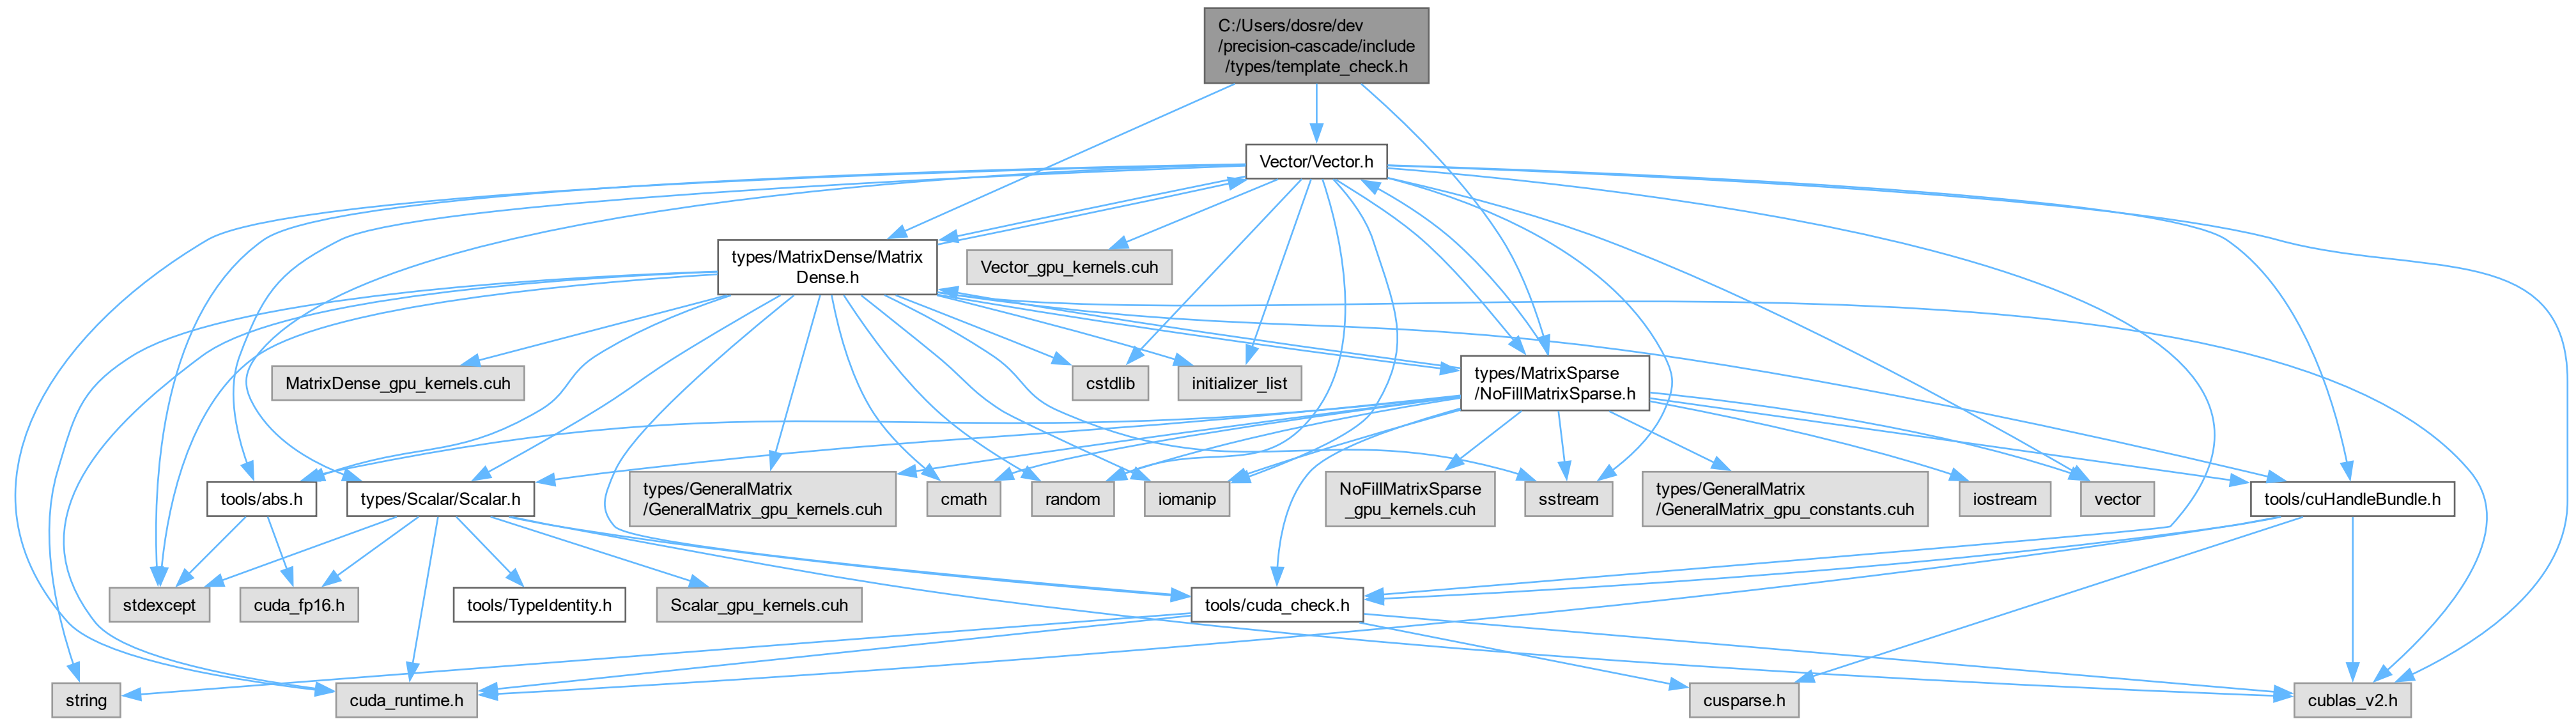 C:/Users/dosre/dev
/precision-cascade/include
/types/template_check.h
Vector/Vector.h
types/MatrixDense/Matrix
Dense.h
Vector_gpu_kernels.cuh
MatrixDense_gpu_kernels.cuh
cstdlib
initializer_list
types/MatrixSparse
/NoFillMatrixSparse.h
tools/abs.h
types/Scalar/Scalar.h
types/GeneralMatrix
/GeneralMatrix_gpu_kernels.cuh
cmath
random
iomanip
NoFillMatrixSparse
_gpu_kernels.cuh
sstream
types/GeneralMatrix
/GeneralMatrix_gpu_constants.cuh
iostream
vector
tools/cuHandleBundle.h
stdexcept
cuda_fp16.h
tools/TypeIdentity.h
Scalar_gpu_kernels.cuh
tools/cuda_check.h
string
cuda_runtime.h
cusparse.h
cublas_v2.h